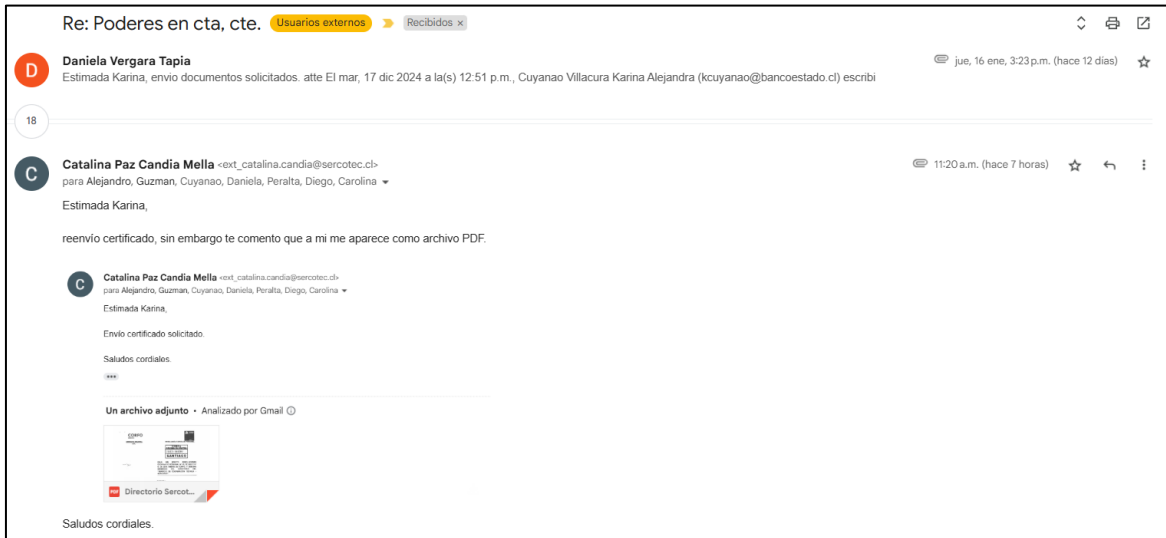 Re: Poderes en cta, cte. Usuarios externos Recibidos ×
D Daniela Vergara Tapia jue, 16 ene, 3:23 p.m. (hace 12 días)
Estimada Karina, envio documentos solicitados. atte El mar, 17 dic 2024 a la(s) 12:51 p.m., Cuyanao Villacura Karina Alejandra (kcuyanao@bancoestado.cl) escribi
18
C Catalina Paz Candia Mella <ext_catalina.candia@sercotec.cl> 11:20 a.m. (hace 7 horas)
para Alejandro, Guzman, Cuyanao, Daniela, Peralta, Diego, Carolina
Estimada Karina,
reenvío certificado, sin embargo te comento que a mi me aparece como archivo PDF.
C Catalina Paz Candia Mella <ext_catalina.candia@sercotec.cl>
para Alejandro, Guzman, Cuyanao, Daniela, Peralta, Diego, Carolina
Estimada Karina,
Envío certificado solicitado.
Saludos cordiales.
Un archivo adjunto • Analizado por Gmail
CORFO
SANTIAGO
PDF Directorio Sercot...
Saludos cordiales.